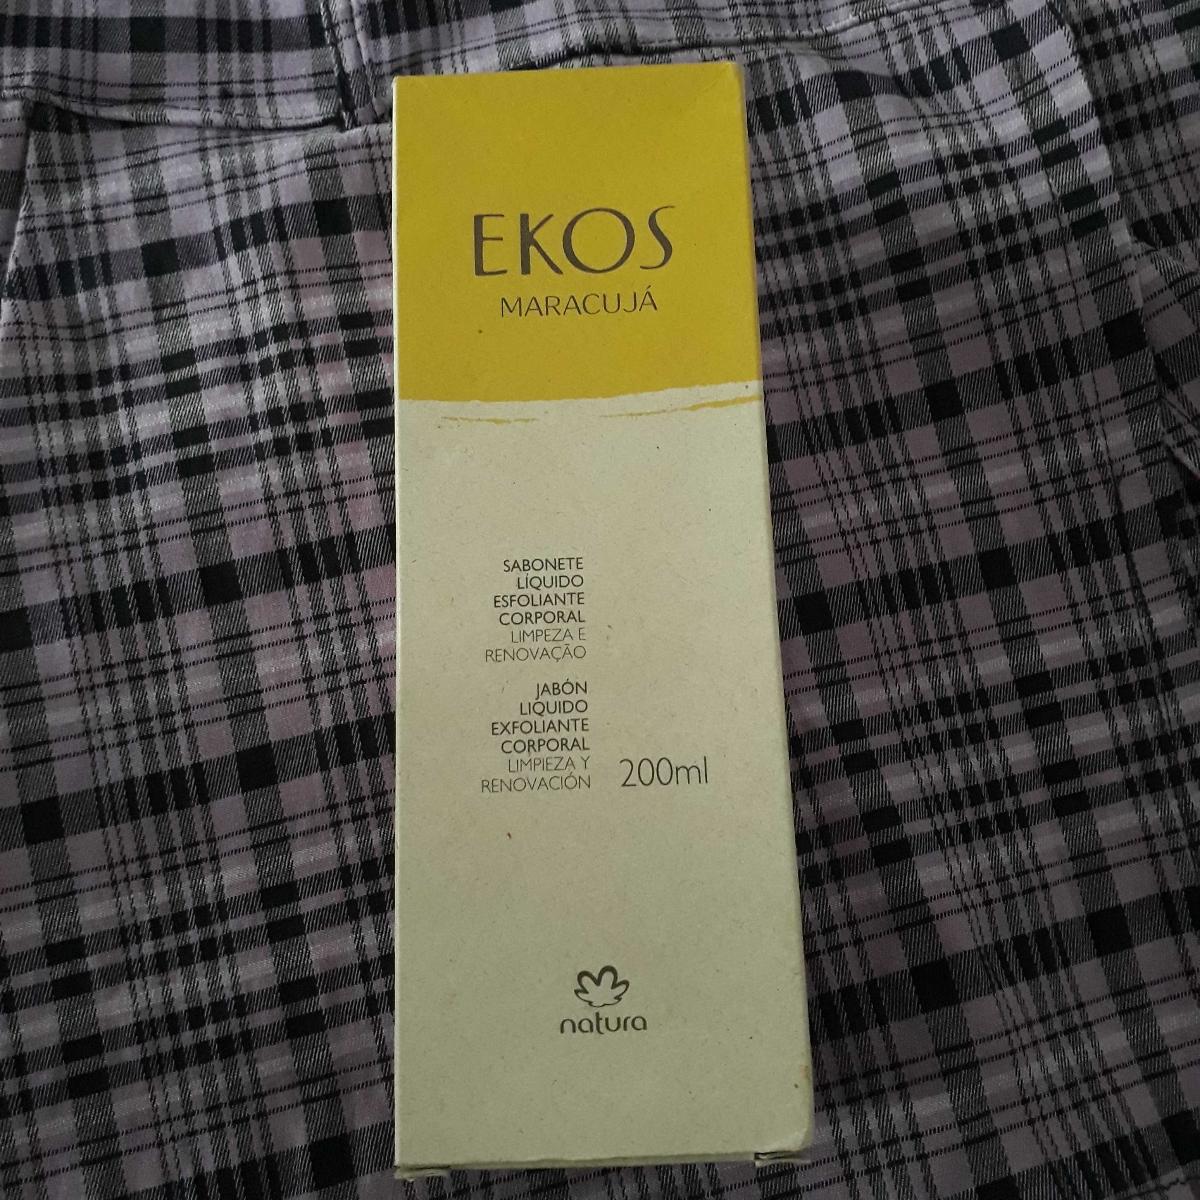 EKOS
MARACUJÁ
SABONETE
LÍQUIDO
ESFOLIANTE
CORPORAL
LIMPEZA E
RENOVAÇÃO
JABÓN
LIQUIDO
EXFOLIANTE
CORPORAL
LIMPIEZA Y
RENOVACIÓN
200ml
natura